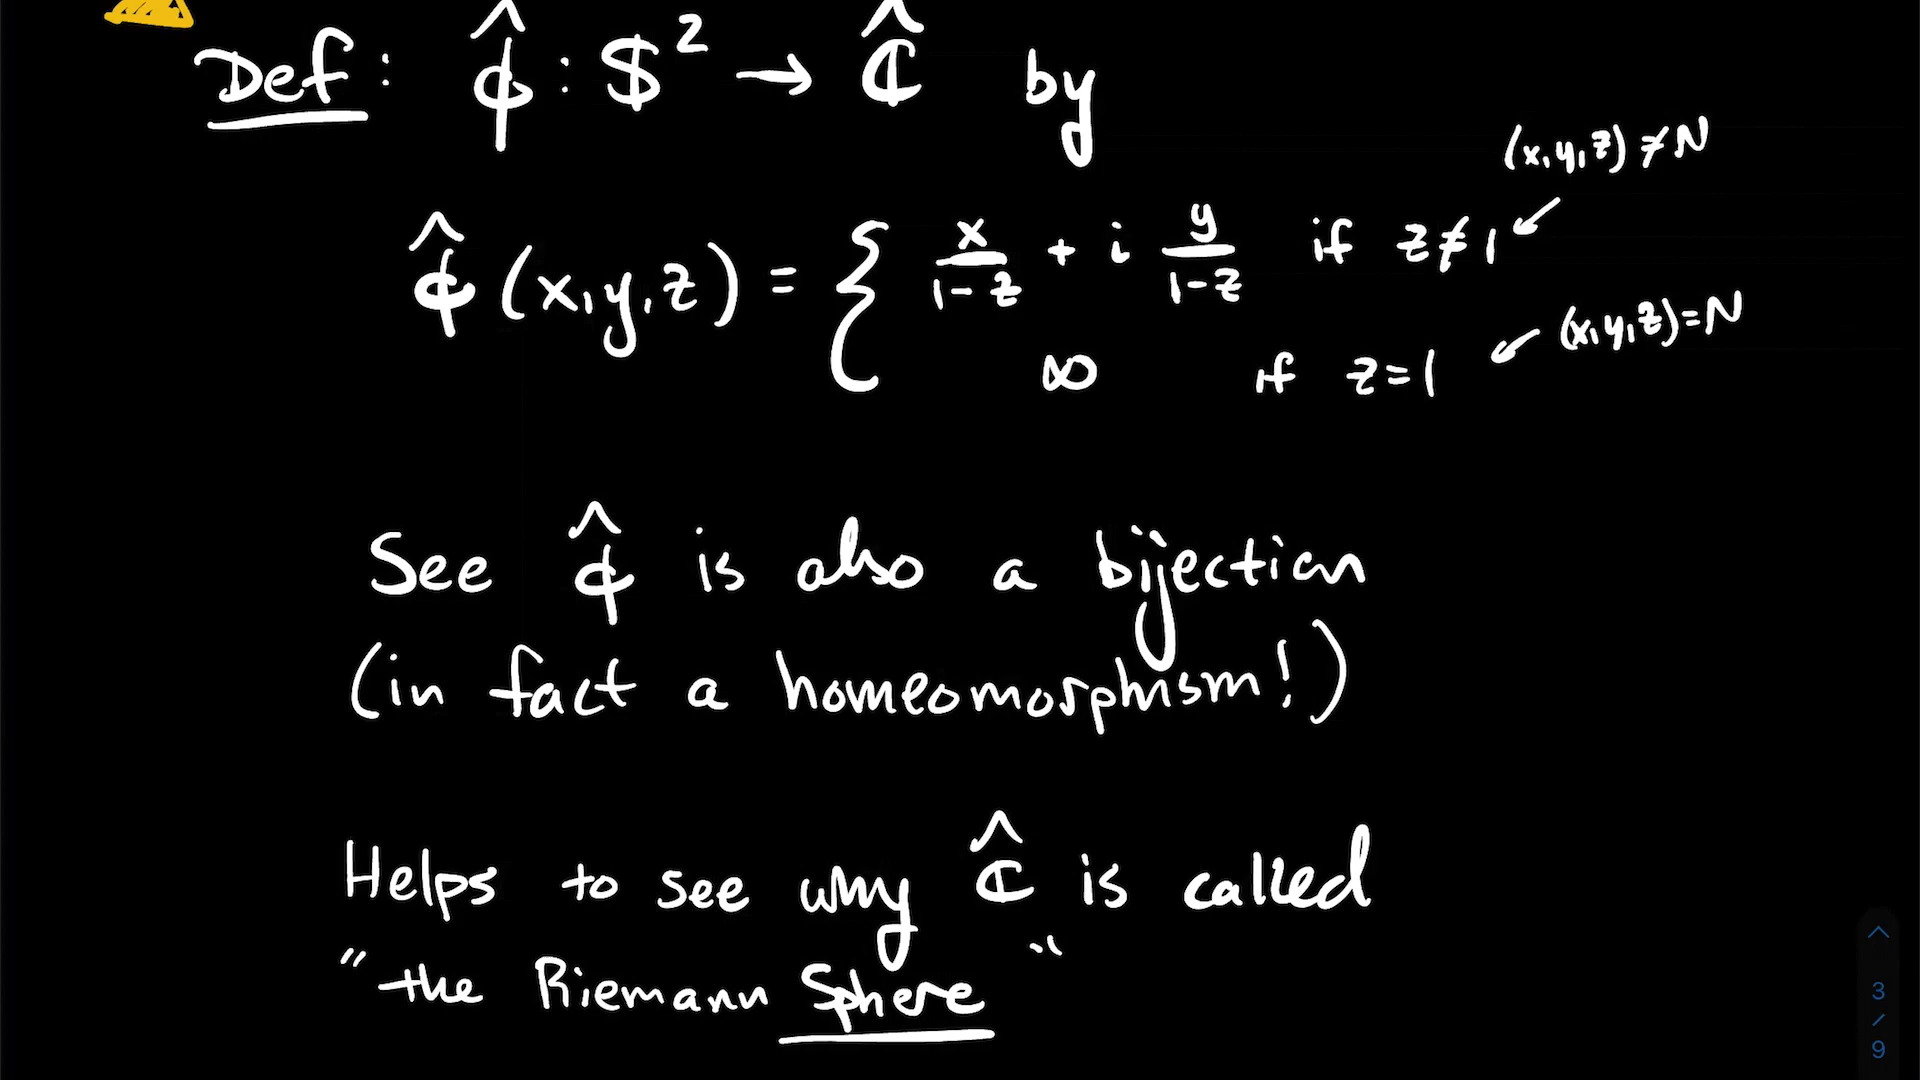 Def: φ̂ : 𝕊² → ℂ̂ by
(x,y,z) ≠ N
φ̂(x,y,z) = { x/(1-z) + i y/(1-z) if z≠1
(x,y,z)=N
∞ if z=1
See φ̂ is also a bijection
(in fact a homeomorphism!)
Helps to see why ℂ̂ is called
"the Riemann Sphere"
3
/
9